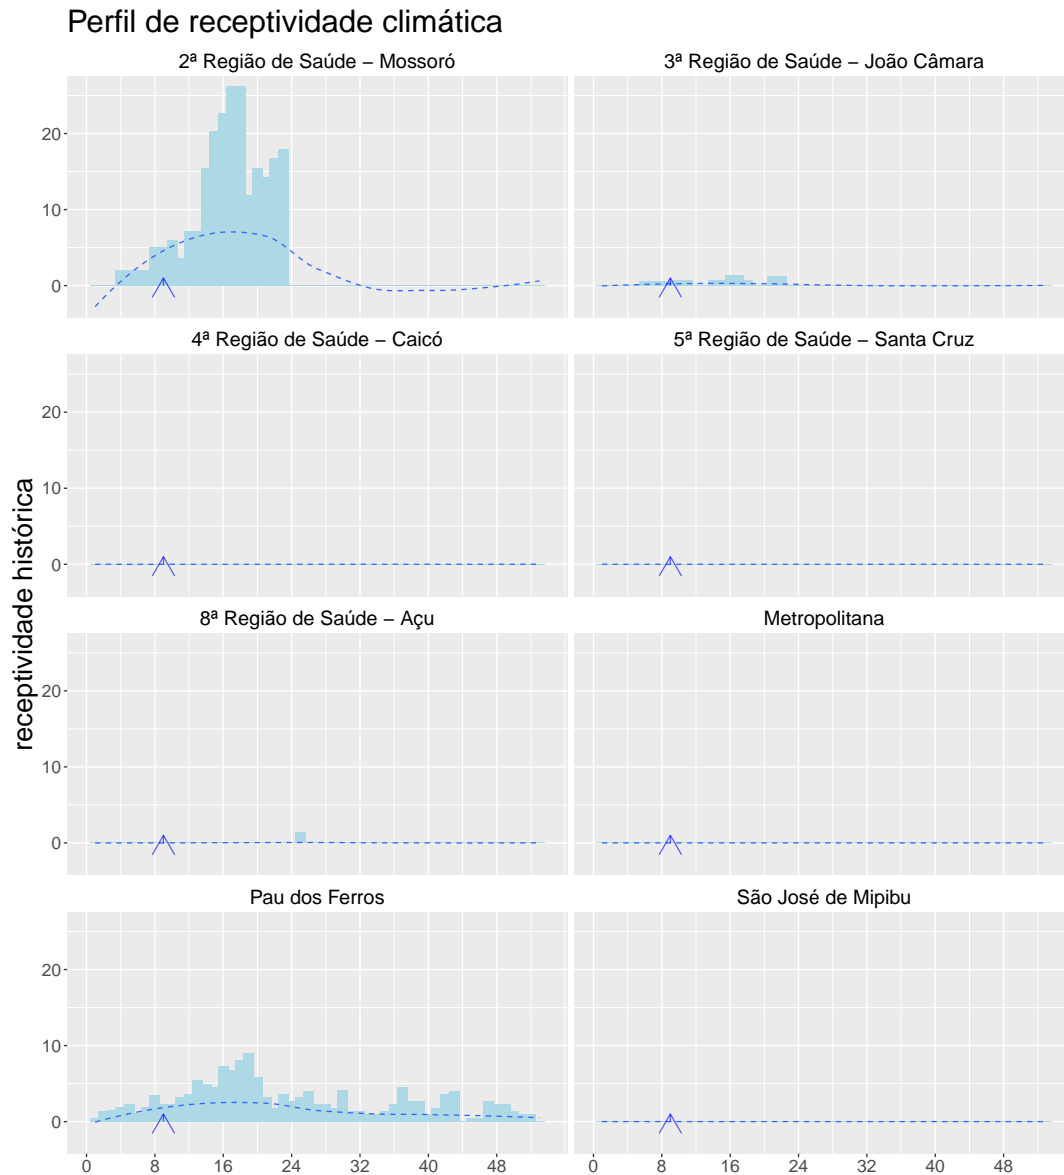 Perfil de receptividade climática
2ª Região de Saúde – Mossoró
3ª Região de Saúde – João Câmara
20
10
0
4ª Região de Saúde – Caicó
5ª Região de Saúde – Santa Cruz
20
10
0
receptividade histórica
8ª Região de Saúde – Açu
Metropolitana
20
10
0
Pau dos Ferros
São José de Mipibu
20
10
0
0 8 16 24 32 40 48
0 8 16 24 32 40 48